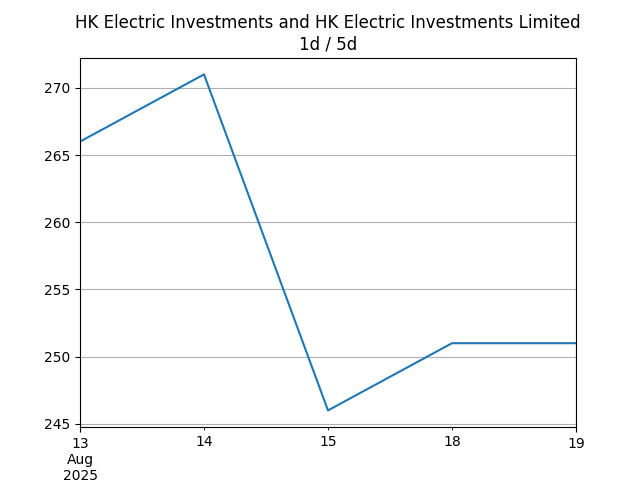 HK Electric Investments and HK Electric Investments Limited
1d / 5d
270
265
260
255
250
245
13 14 15 18 19
Aug
2025